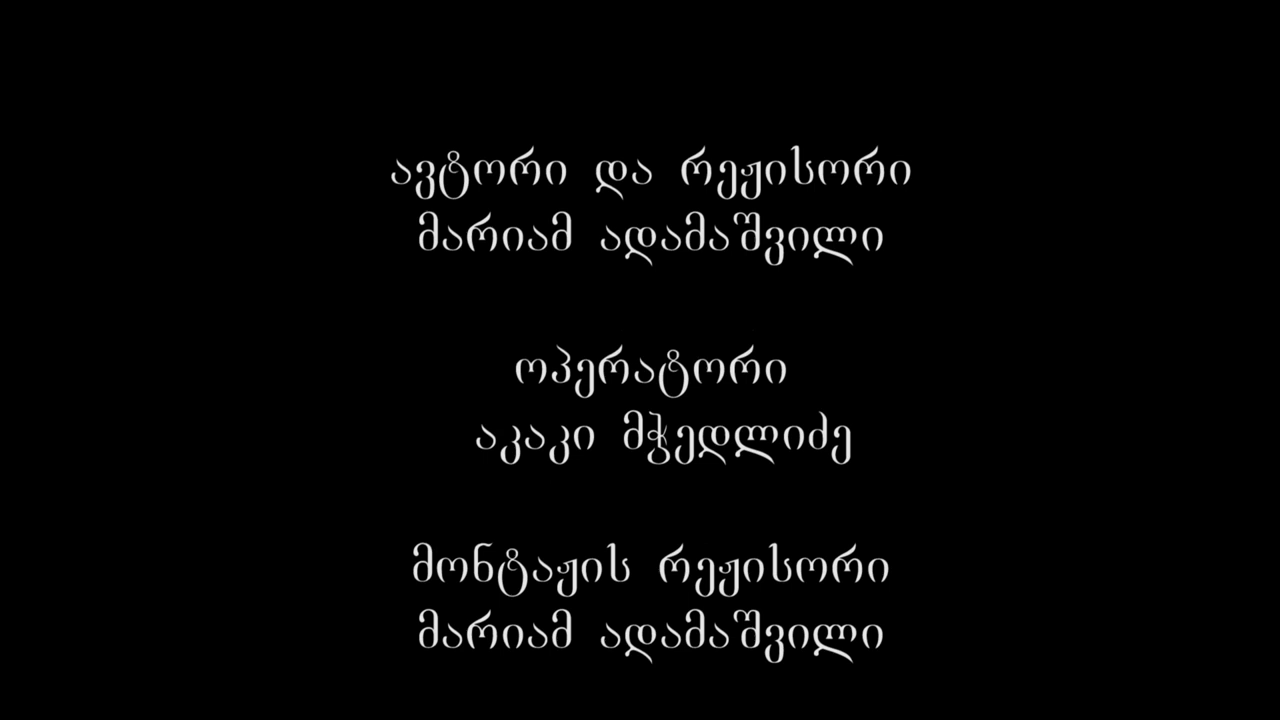 ავტორი და რეჟისორი
მარიამ ადამაშვილი
ოპერატორი
აკაკი მჭედლიძე
მონტაჟის რეჟისორი
მარიამ ადამაშვილი